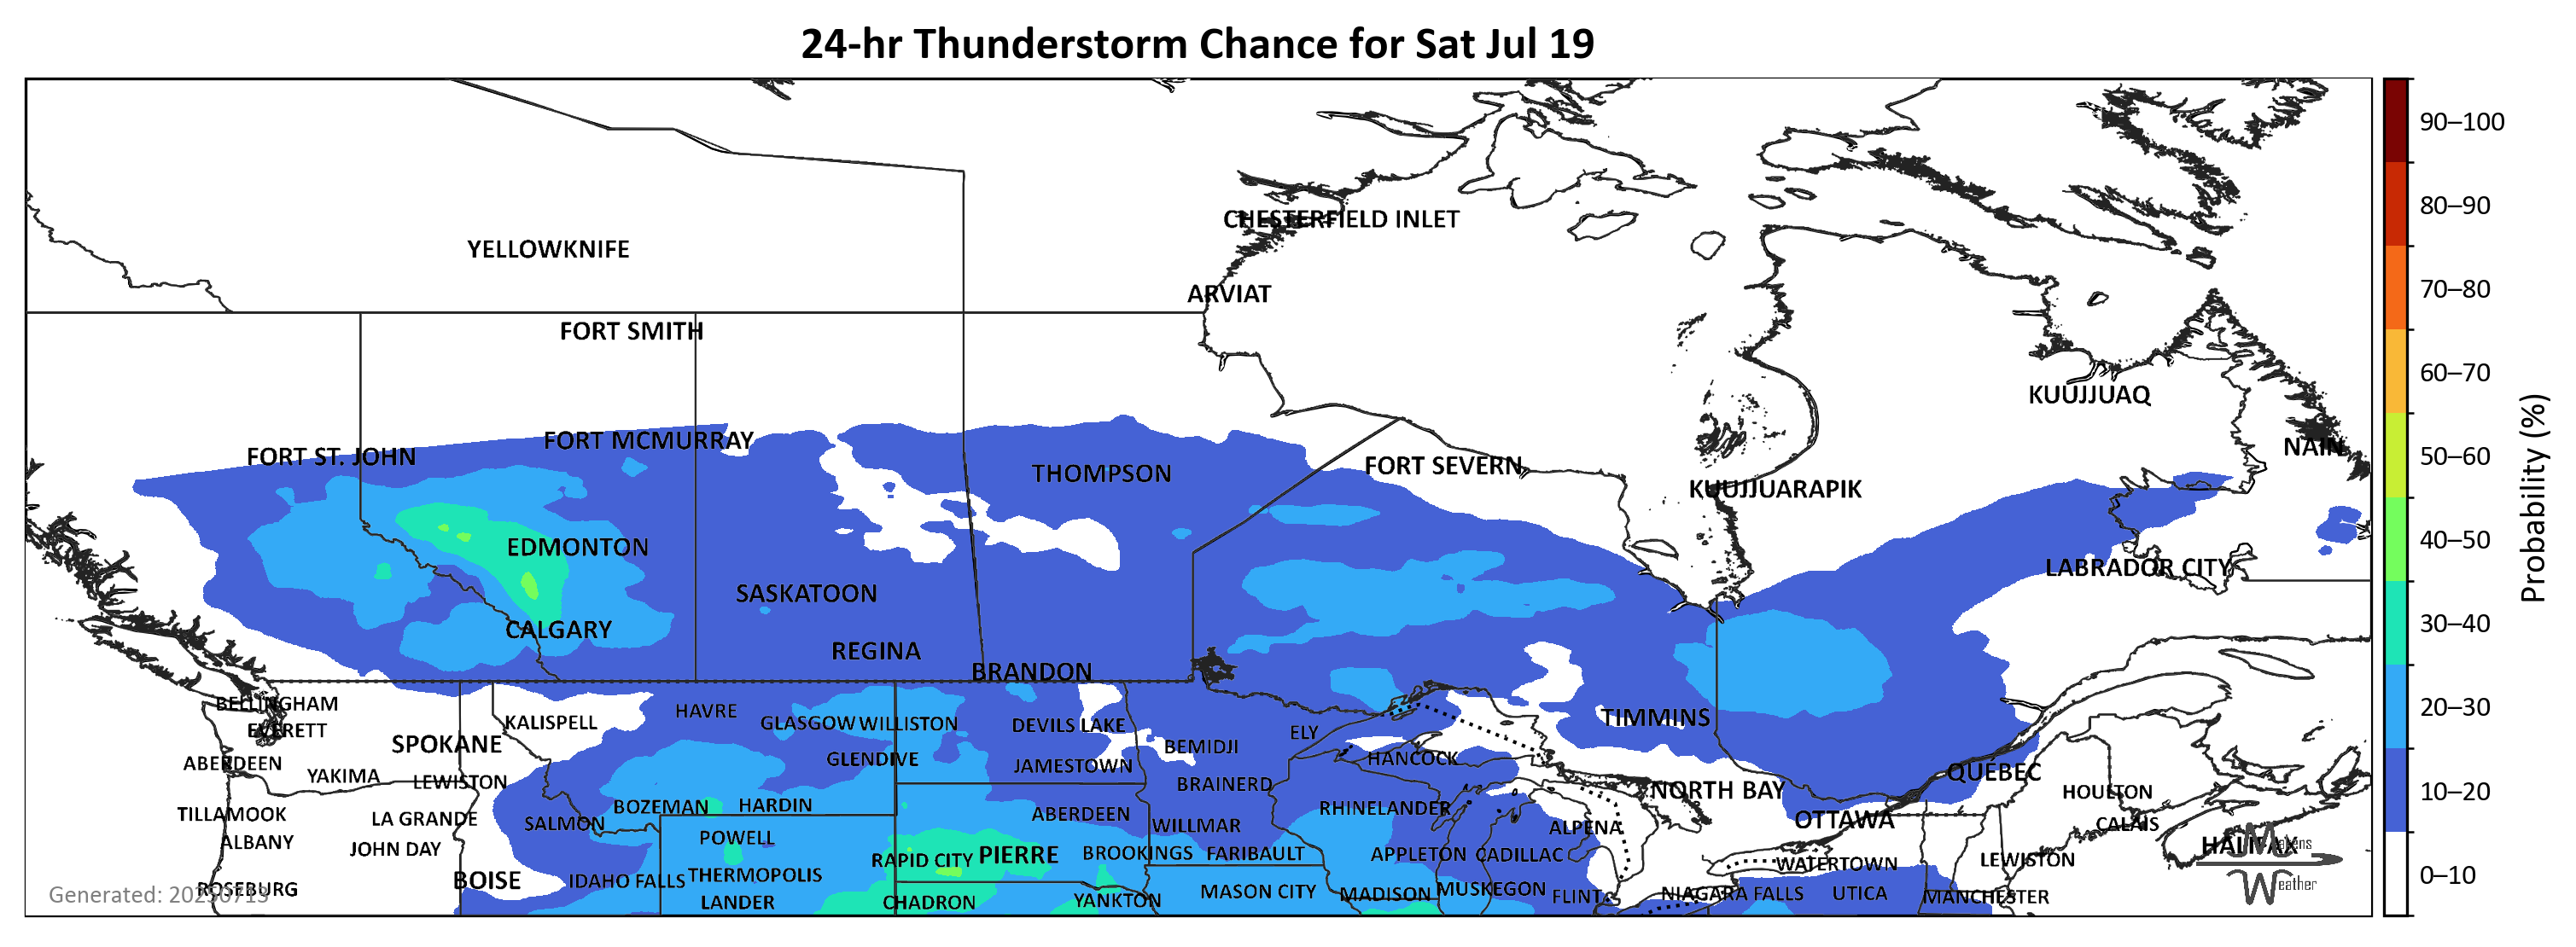 24-hr Thunderstorm Chance for Sat Jul 19
90–100
80–90
CHESTERFIELD INLET
YELLOWKNIFE
70–80
ARVIAT
FORT SMITH
60–70
KUUJJUAQ
FORT MCMURRAY
NAIN
50–60
FORT ST. JOHN
FORT SEVERN
THOMPSON
KUUJJUARAPIK
Probability (%)
40–50
EDMONTON
LABRADOR CITY
SASKATOON
30–40
CALGARY
REGINA
BRANDON
BELLINGHAM
20–30
HAVRE
TIMMINS
KALISPELL
GLASGOW
WILLISTON
DEVILS LAKE
EVERETT
ELY
SPOKANE
BEMIDJI
HANCOCK
GLENDIVE
ABERDEEN
JAMESTOWN
QUEBEC
YAKIMA
LEWISTON
BRAINERD
NORTH BAY
HOULTON
10–20
BOZEMAN
HARDIN
RHINELANDER
TILLAMOOK
LA GRANDE
ABERDEEN
OTTAWA
SALMON
WILLMAR
CALAIS
ALPENA
POWELL
ALBANY
HALIFAX
Makens
JOHN DAY
BROOKINGS
FARIBAULT
APPLETON
CADILLAC
PIERRE
RAPID CITY
LEWISTON
WATERTOWN
THERMOPOLIS
0–10
BOISE
IDAHO FALLS
Weather
ROSEBURG
MUSKEGON
MASON CITY
MADISON
NIAGARA FALLS
UTICA
Generated: 20250713
FLINT
MANCHESTER
YANKTON
LANDER
CHADRON